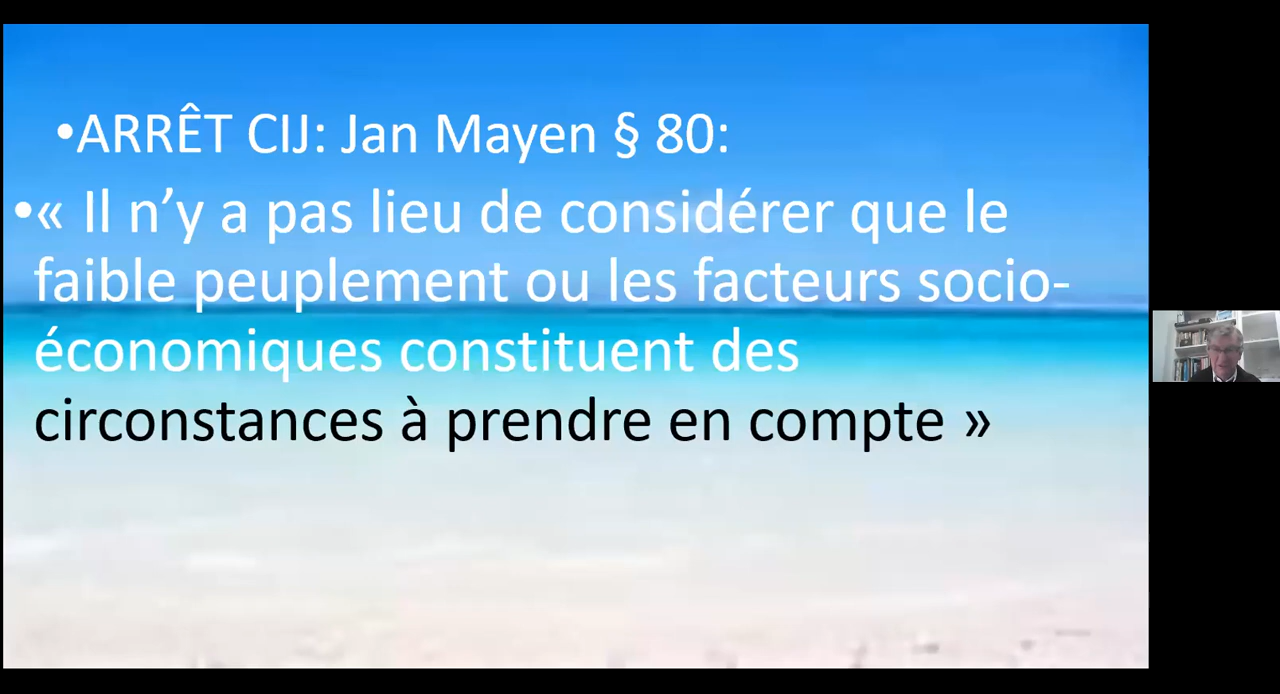 •ARRÊT CIJ: Jan Mayen § 80:
•« Il n’y a pas lieu de considérer que le
faible peuplement ou les facteurs socio-
économiques constituent des
circonstances à prendre en compte »